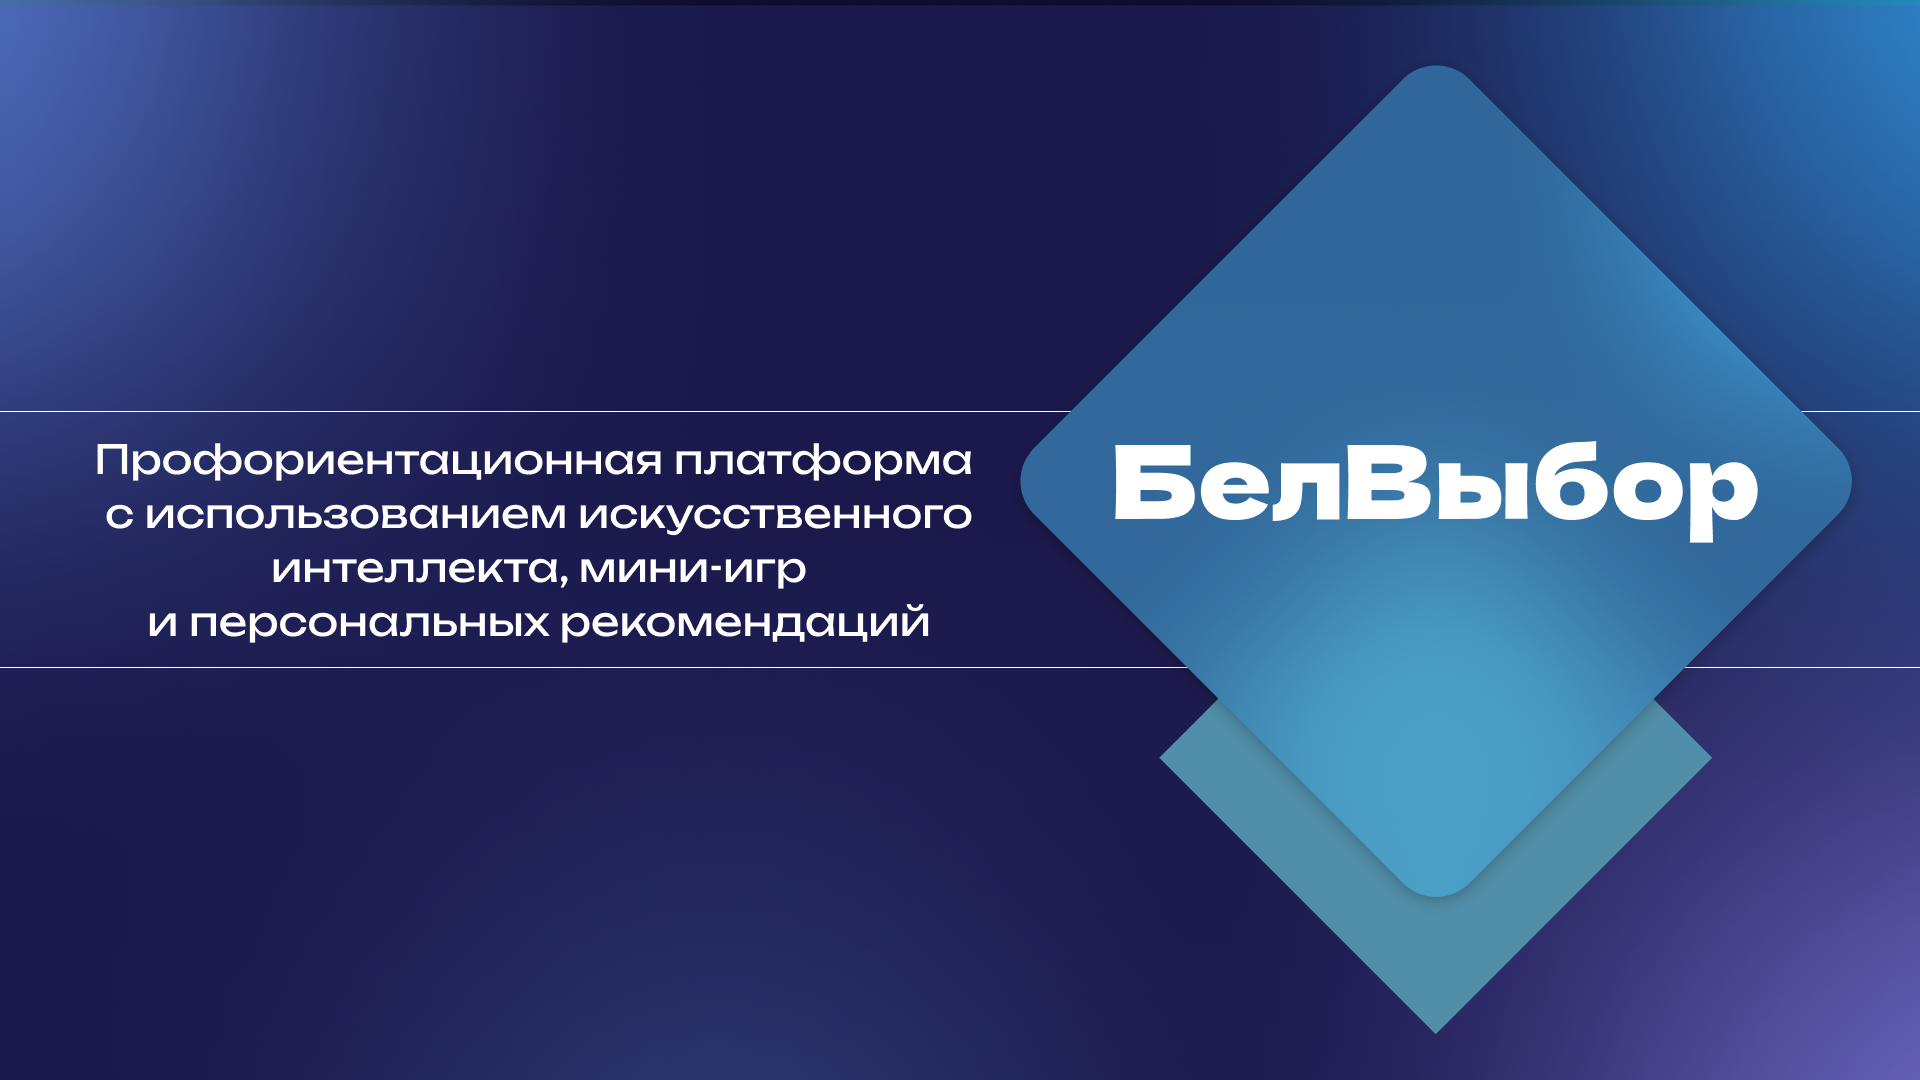 Профориентационная платформа
с использованием искусственного
интеллекта, мини-игр
и персональных рекомендаций
БелВыбор